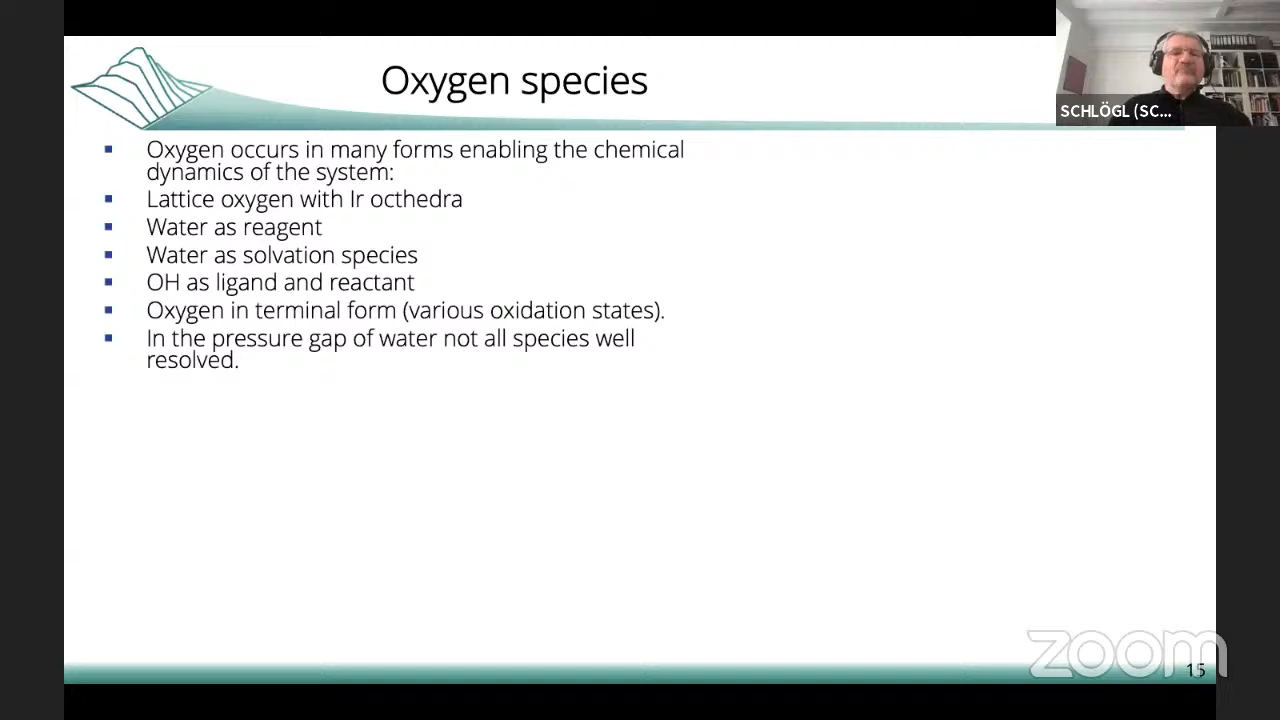 Oxygen species
SCHLÖGL (SC...
Oxygen occurs in many forms enabling the chemical
dynamics of the system:
Lattice oxygen with Ir octhedra
Water as reagent
Water as solvation species
OH as ligand and reactant
Oxygen in terminal form (various oxidation states).
In the pressure gap of water not all species well
resolved.
zoom
15